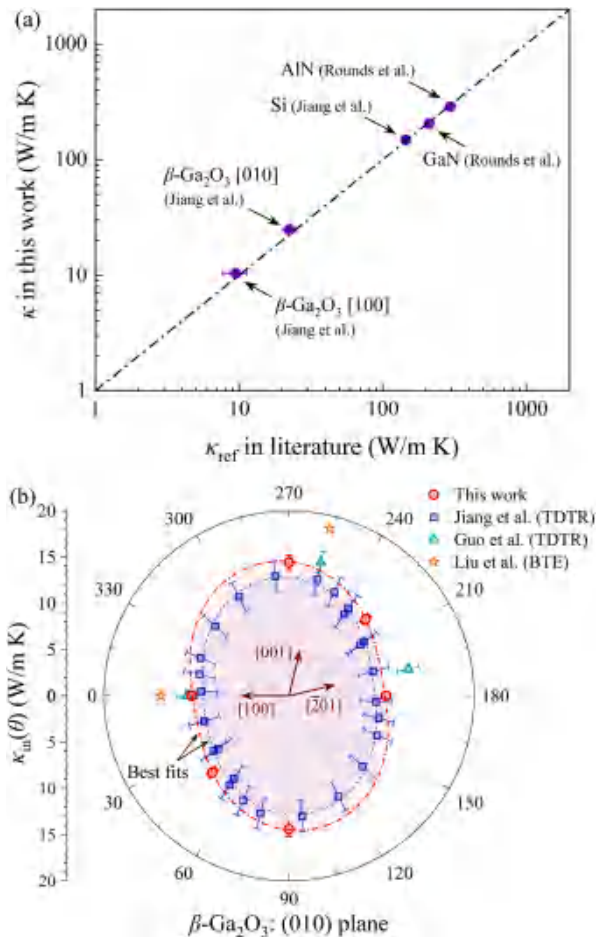 (a)
1000
100
10
1
κ in this work (W/m K)
AlN (Rounds et al.)
Si (Jiang et al.)
GaN (Rounds et al.)
β-Ga₂O₃ [010]
(Jiang et al.)
β-Ga₂O₃ [100]
(Jiang et al.)
1 10 100 1000
κref in literature (W/m K)
(b)
20
15
10
5
0
5
10
15
20
κin(θ) (W/m K)
270
300
240
330
210
0
180
30
150
60
120
90
This work
Jiang et al. (TDTR)
Guo et al. (TDTR)
Liu et al. (BTE)
[001]
[100]
[2̅01]
Best fits
β-Ga₂O₃: (010) plane